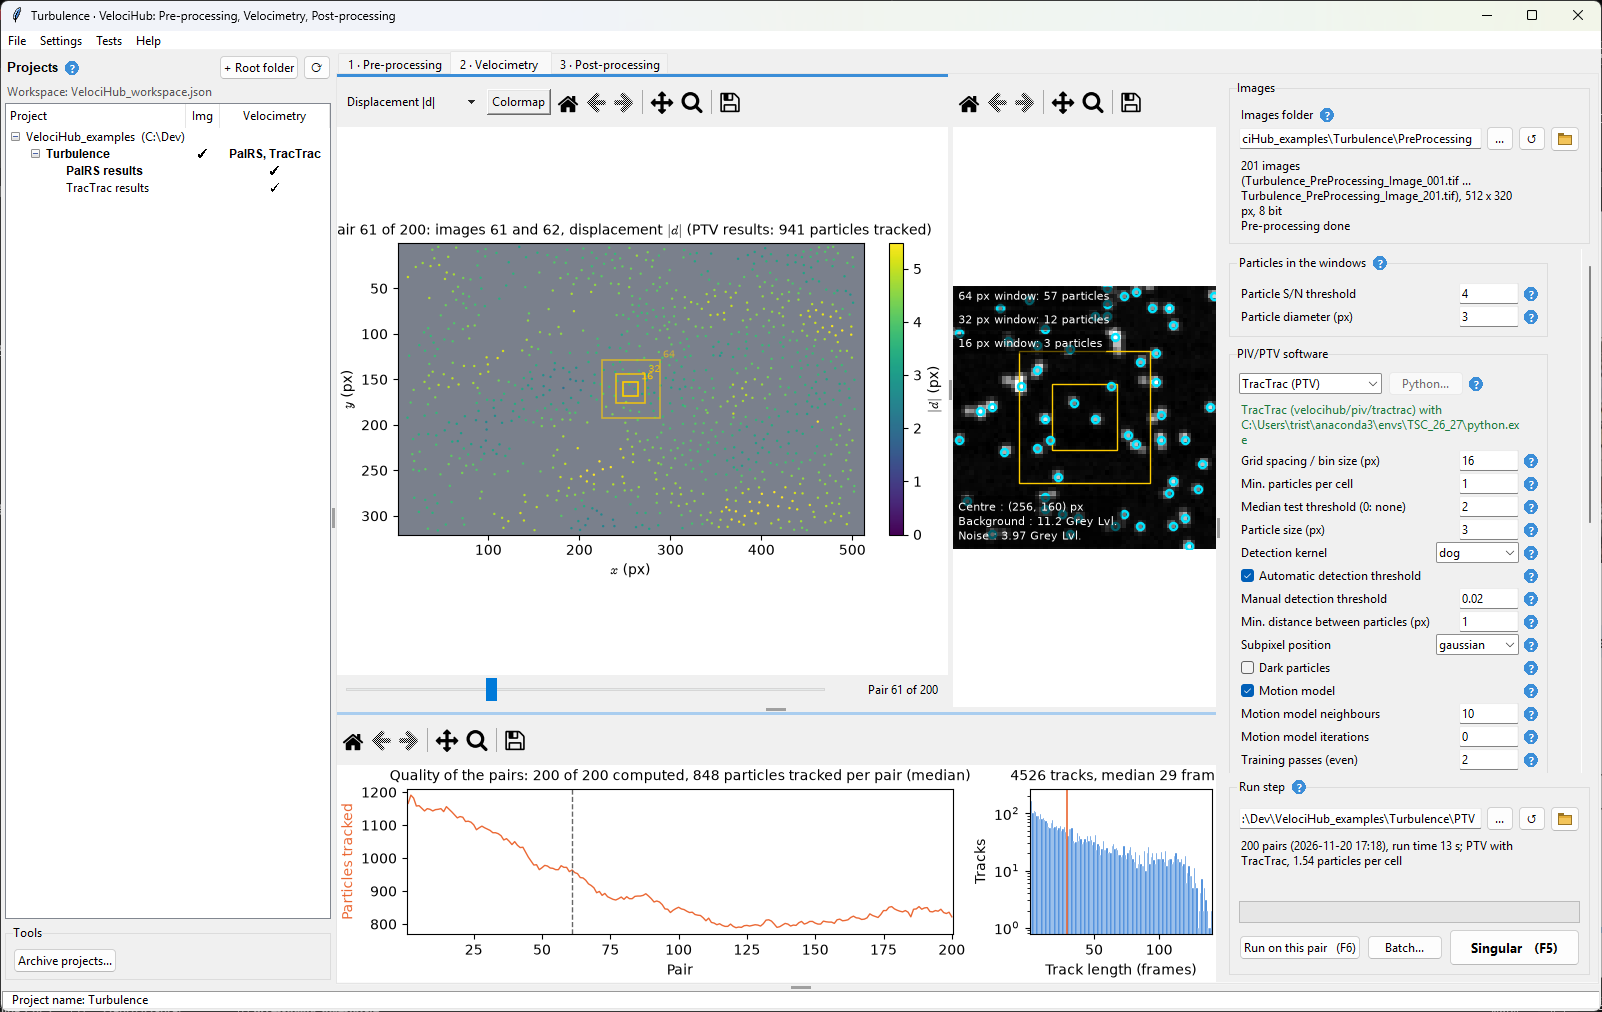 Turbulence · VelociHub: Pre-processing, Velocimetry, Post-processing
File Settings Tests Help
Projects ?
+ Root folder
Workspace: VelociHub_workspace.json
Project Img Velocimetry
VelociHub_examples (C:\Dev)
Turbulence ✓ PaIRS, TracTrac
PaIRS results ✓
TracTrac results ✓
Tools
Archive projects...
Project name: Turbulence
1 · Pre-processing
2 · Velocimetry
3 · Post-processing
Displacement |d|
Colormap
air 61 of 200: images 61 and 62, displacement |d| (PTV results: 941 particles tracked)
50
100
150
200
250
300
y (px)
100 200 300 400 500
x (px)
64
32
16
5
4
3
2
1
0
|d| (px)
Pair 61 of 200
64 px window: 57 particles
32 px window: 12 particles
16 px window: 3 particles
Centre : (256, 160) px
Background : 11.2 Grey Lvl.
Noise : 3.97 Grey Lvl.
Quality of the pairs: 200 of 200 computed, 848 particles tracked per pair (median)
Particles tracked
1200
1100
1000
900
800
25 50 75 100 125 150 175 200
Pair
4526 tracks, median 29 fram
Tracks
10²
10¹
10⁰
50 100
Track length (frames)
Images
Images folder ?
ciHub_examples\Turbulence\PreProcessing ...
201 images
(Turbulence_PreProcessing_Image_001.tif ...
Turbulence_PreProcessing_Image_201.tif), 512 x 320
px, 8 bit
Pre-processing done
Particles in the windows ?
Particle S/N threshold 4 ?
Particle diameter (px) 3 ?
PIV/PTV software
TracTrac (PTV) Python... ?
TracTrac (velocihub/piv/tractrac) with
C:\Users\trist\anaconda3\envs\TSC_26_27\python.ex
e
Grid spacing / bin size (px) 16 ?
Min. particles per cell 1 ?
Median test threshold (0: none) 2 ?
Particle size (px) 3 ?
Detection kernel dog ?
Automatic detection threshold ?
Manual detection threshold 0.02 ?
Min. distance between particles (px) 1 ?
Subpixel position gaussian ?
Dark particles ?
Motion model ?
Motion model neighbours 10 ?
Motion model iterations 0 ?
Training passes (even) 2 ?
Run step ?
:\Dev\VelociHub_examples\Turbulence\PTV ...
200 pairs (2026-11-20 17:18), run time 13 s; PTV with
TracTrac, 1.54 particles per cell
Run on this pair (F6)
Batch...
Singular (F5)